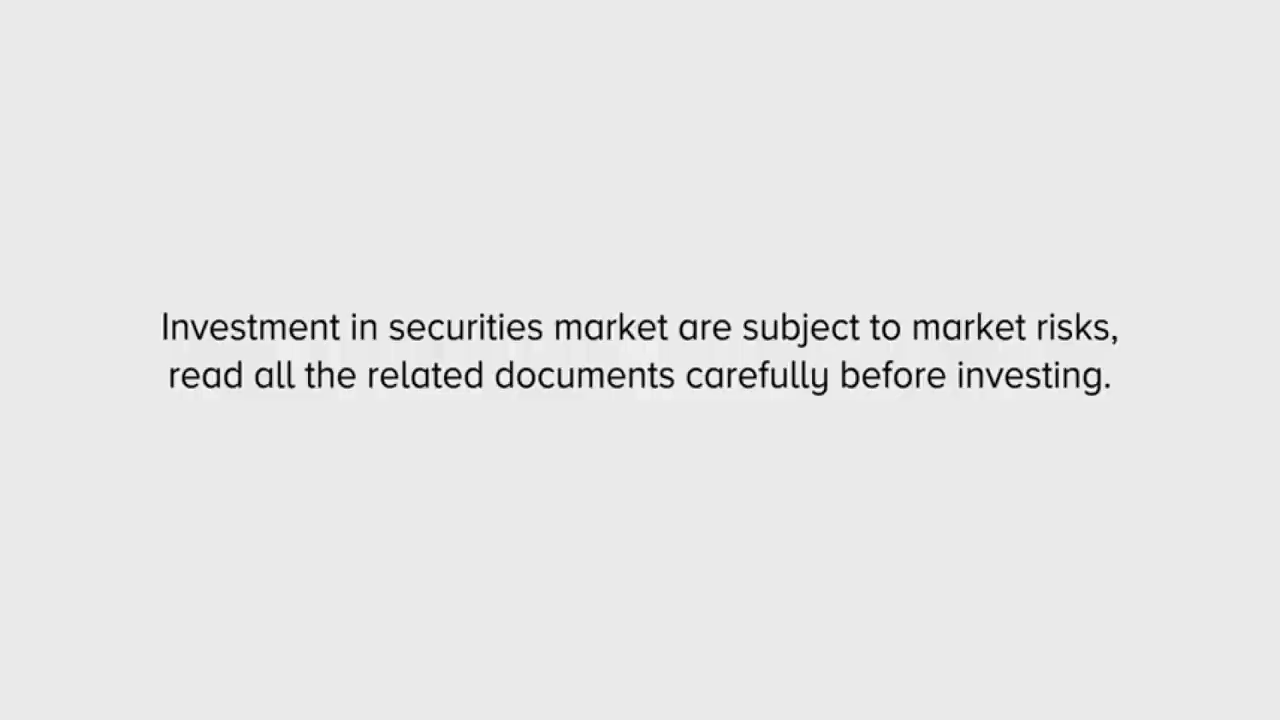 Investment in securities market are subject to market risks,
read all the related documents carefully before investing.